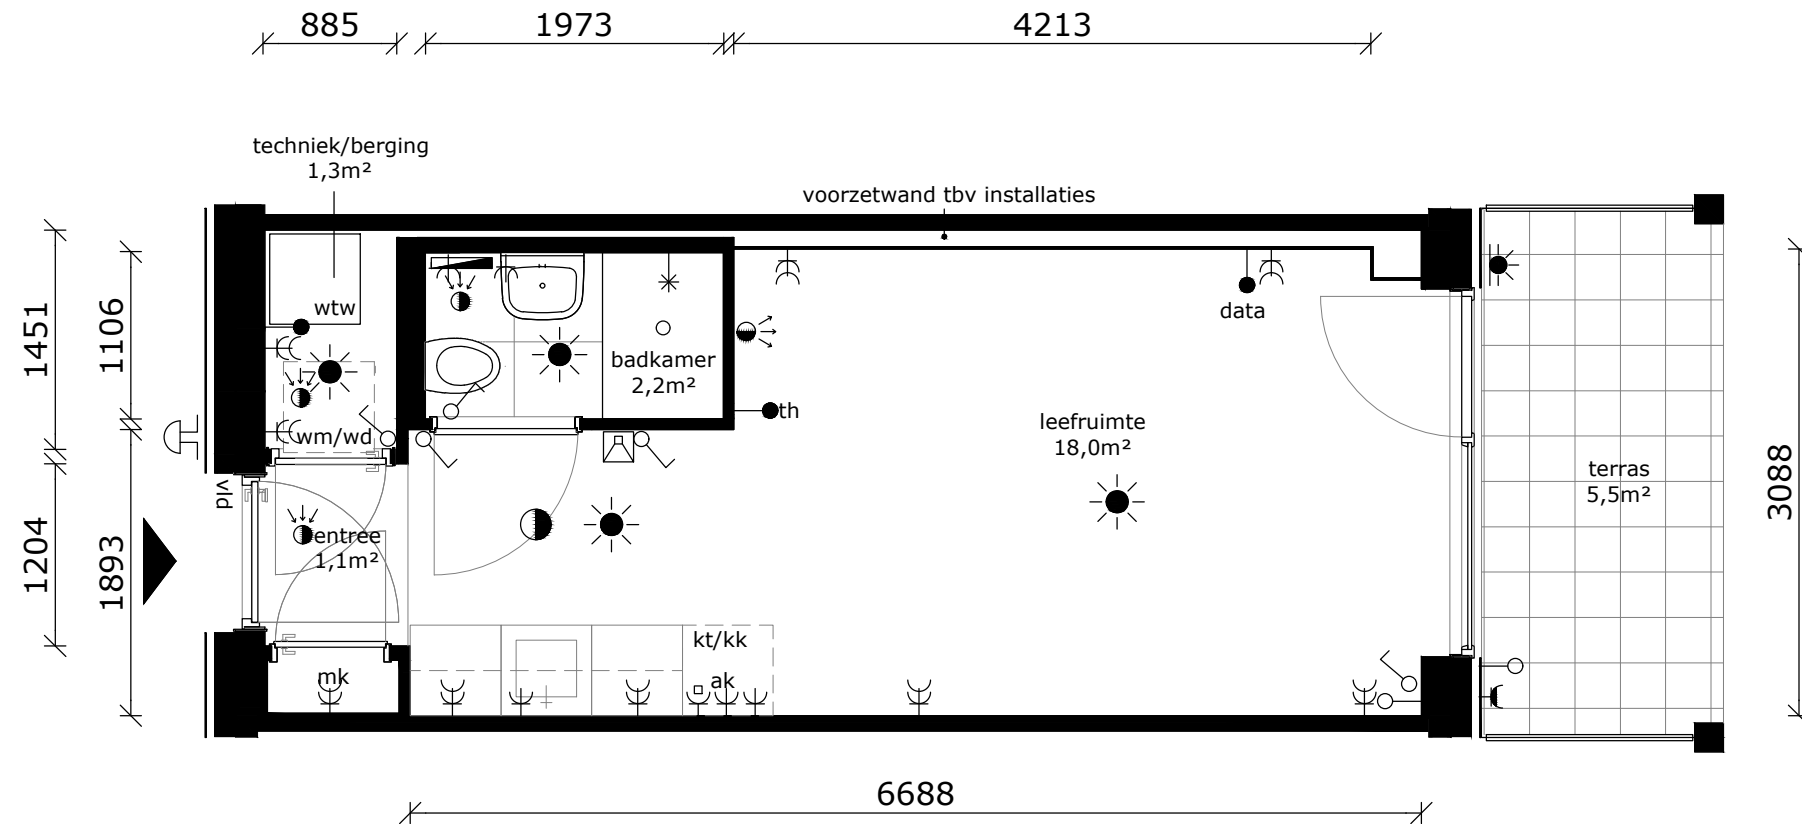 885
1973
4213
techniek/berging
1,3m²
voorzetwand tbv installaties
1451
1106
wtw
data
badkamer
2,2m²
th
leefruimte
18,0m²
wm/wd
vld
terras
5,5m²
3088
1204
1893
entree
1,1m²
kt/kk
mk
ak
6688